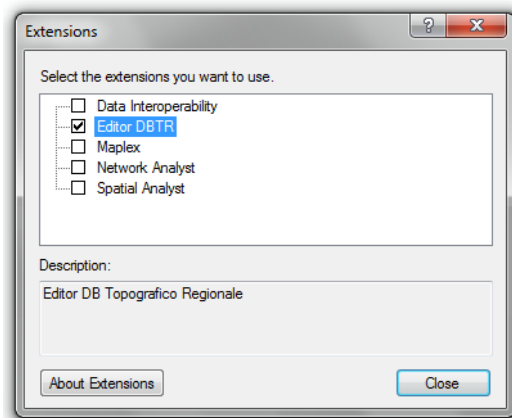 Extensions
?
X
Select the extensions you want to use.
Data Interoperability
Editor DBTR
Maplex
Network Analyst
Spatial Analyst
Description:
Editor DB Topografico Regionale
About Extensions
Close